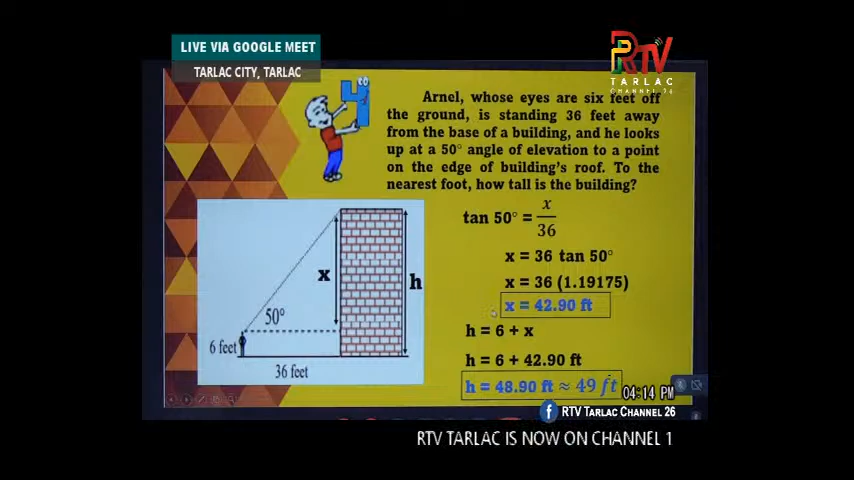 LIVE VIA GOOGLE MEET
TARLAC CITY, TARLAC
RTV
TARLAC
CHANNEL 26
Arnel, whose eyes are six feet off
the ground, is standing 36 feet away
from the base of a building, and he looks
up at a 50° angle of elevation to a point
on the edge of building's roof. To the
nearest foot, how tall is the building?
tan 50° = x/36
x = 36 tan 50°
x = 36 (1.19175)
x = 42.90 ft
h = 6 + x
h = 6 + 42.90 ft
h = 48.90 ft ≈ 49 ft
x
h
50°
6 feet
36 feet
04:14 PM
RTV TARLAC CHANNEL 26
RTV TARLAC IS NOW ON CHANNEL 1